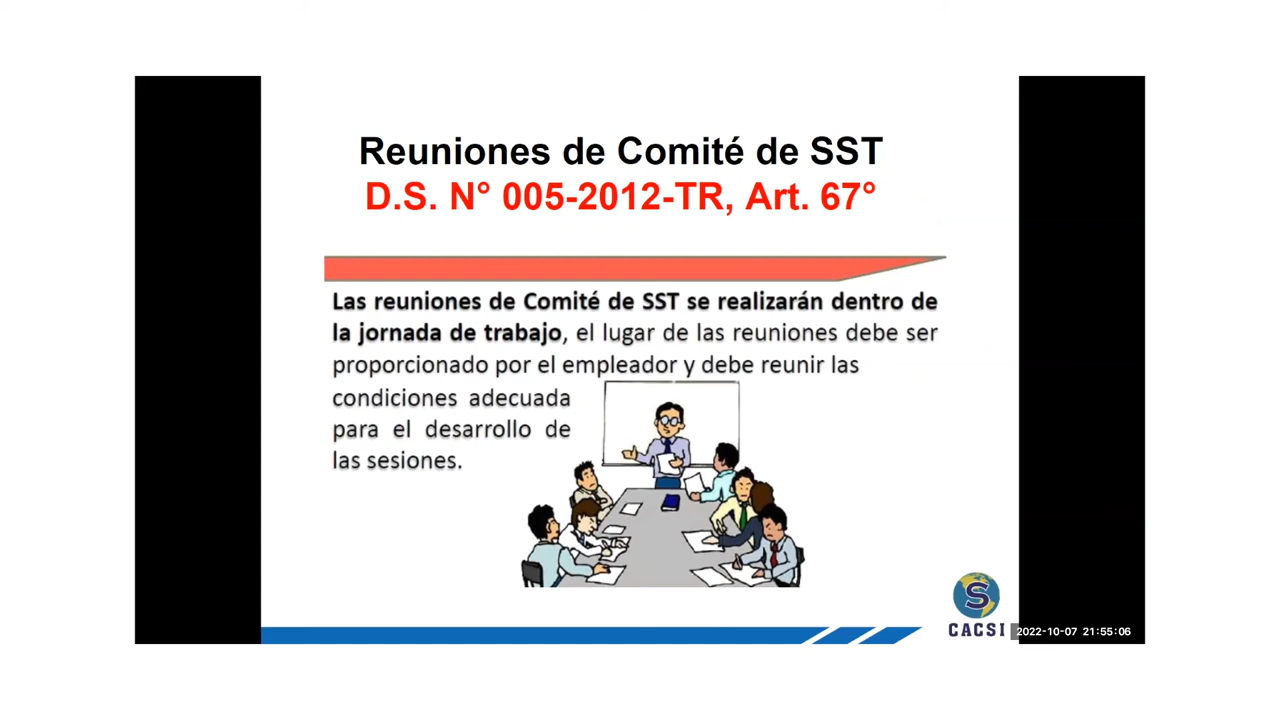 Reuniones de Comité de SST
D.S. N° 005-2012-TR, Art. 67°
Las reuniones de Comité de SST se realizarán dentro de
la jornada de trabajo, el lugar de las reuniones debe ser
proporcionado por el empleador y debe reunir las
condiciones adecuada
para el desarrollo de
las sesiones.
S
CACSI
2022-10-07 21:55:06